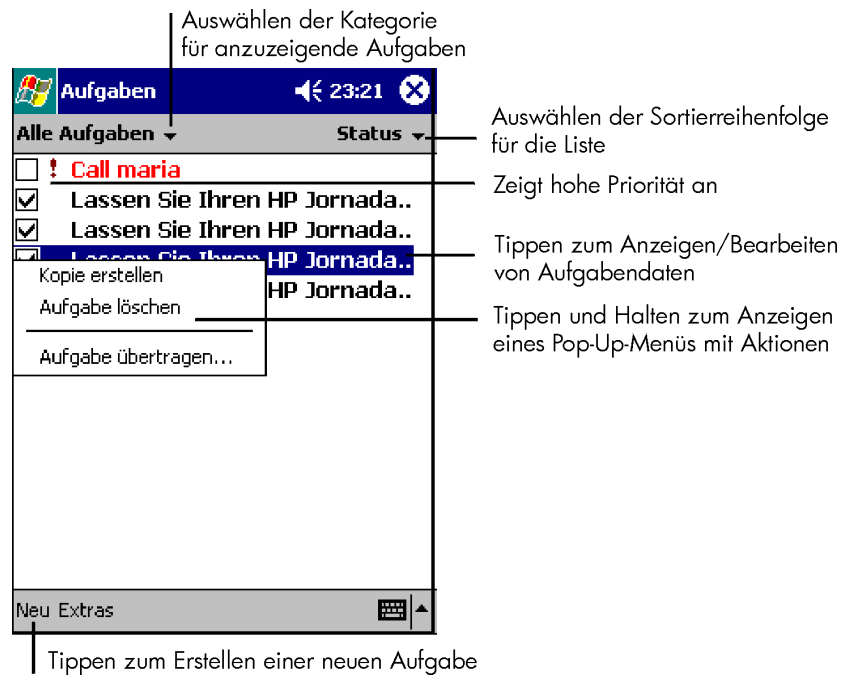 Auswählen der Kategorie
für anzuzeigende Aufgaben
Aufgaben 23:21
Alle Aufgaben Status
Auswählen der Sortierreihenfolge
für die Liste
! Call maria
Zeigt hohe Priorität an
Lassen Sie Ihren HP Jornada..
Lassen Sie Ihren HP Jornada..
Lassen Sie Ihren HP Jornada..
Tippen zum Anzeigen/Bearbeiten
von Aufgabendaten
HP Jornada..
Kopie erstellen
Aufgabe löschen
Aufgabe übertragen...
Tippen und Halten zum Anzeigen
eines Pop-Up-Menüs mit Aktionen
Neu Extras
Tippen zum Erstellen einer neuen Aufgabe